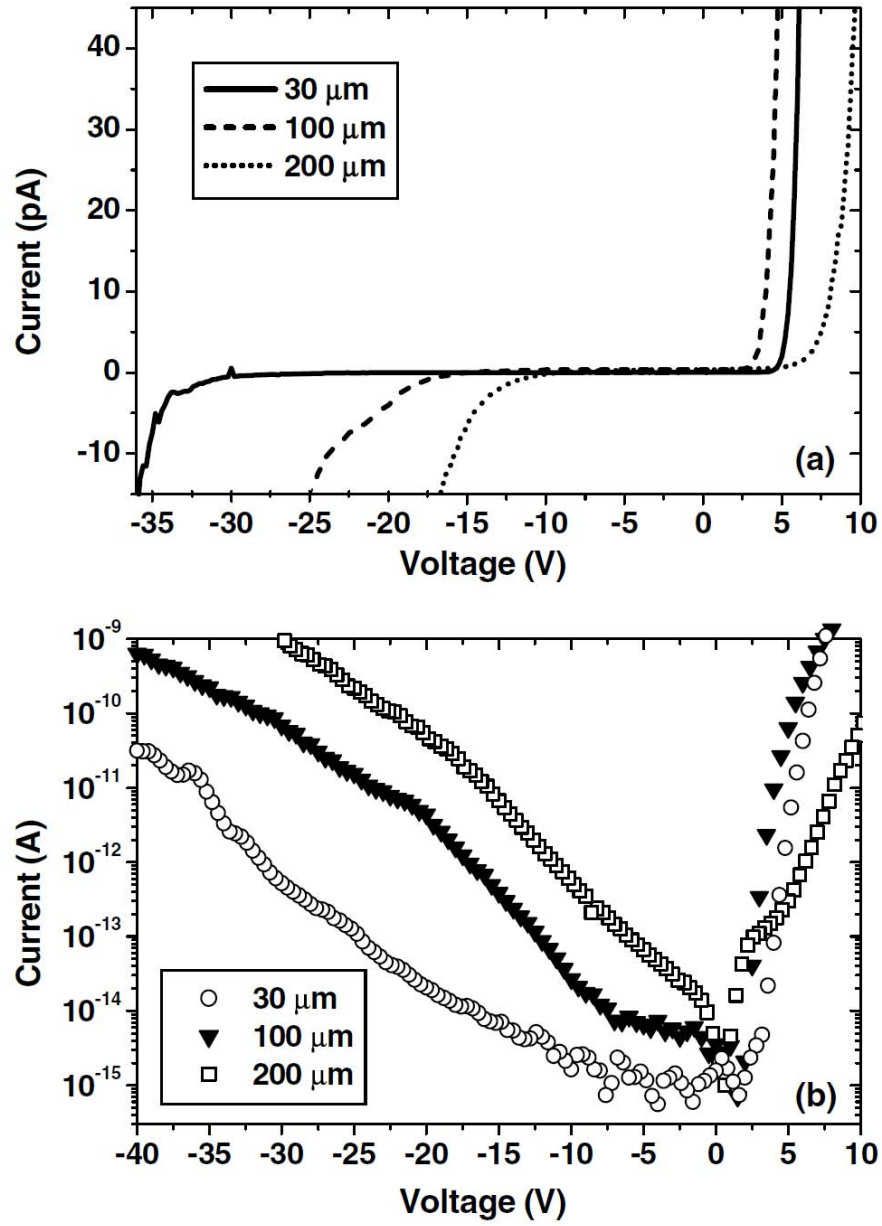 40
30
20
10
0
-10
Current (pA)
30 μm
100 μm
200 μm
(a)
-35 -30 -25 -20 -15 -10 -5 0 5 10
Voltage (V)
10⁻⁹
10⁻¹⁰
10⁻¹¹
10⁻¹²
10⁻¹³
10⁻¹⁴
10⁻¹⁵
Current (A)
30 μm
100 μm
200 μm
(b)
-40 -35 -30 -25 -20 -15 -10 -5 0 5 10
Voltage (V)